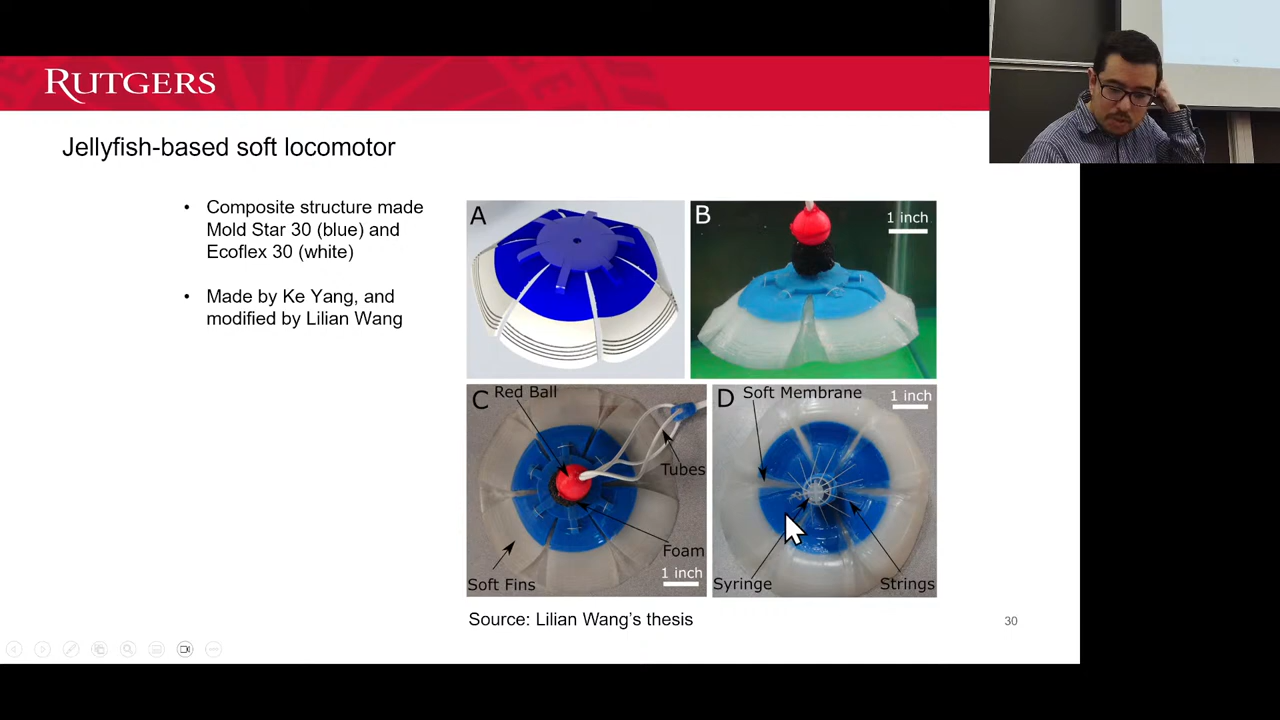 RUTGERS
Jellyfish-based soft locomotor
• Composite structure made
Mold Star 30 (blue) and
Ecoflex 30 (white)
• Made by Ke Yang, and
modified by Lilian Wang
A
B
1 inch
C
Red Ball
Tubes
Foam
Soft Fins
1 inch
D
Soft Membrane
1 inch
Syringe
Strings
Source: Lilian Wang’s thesis
30